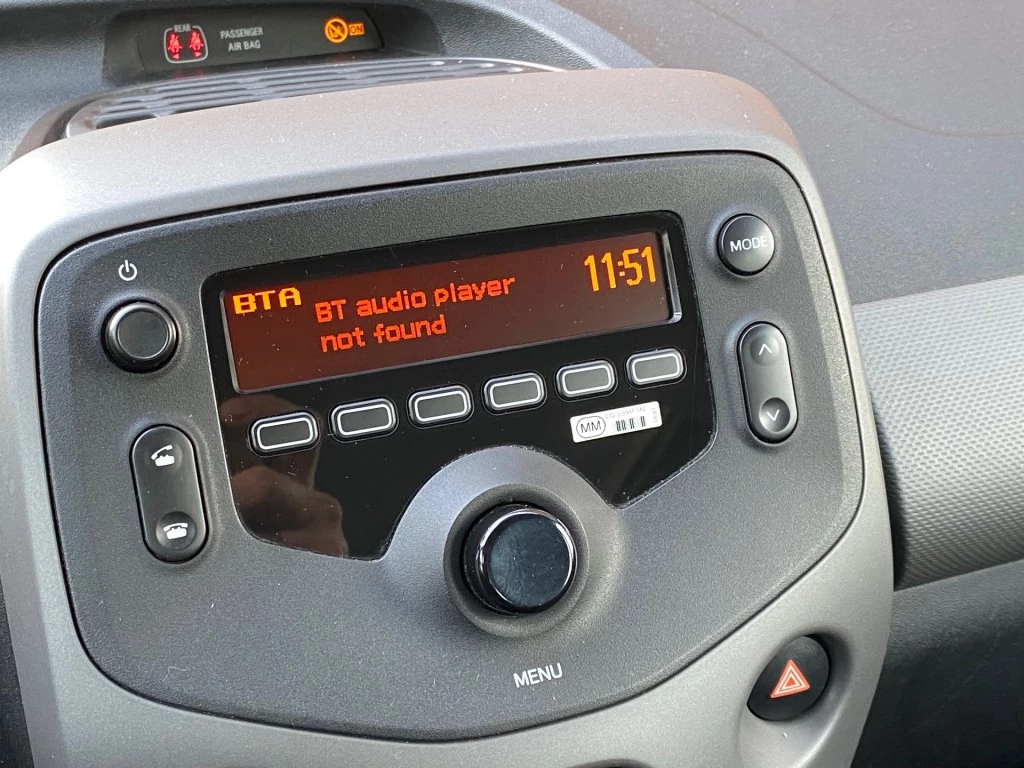 REAR
PASSENGER
AIR BAG
ON
MODE
BTA
BT audio player
not found
11:51
MM
MENU